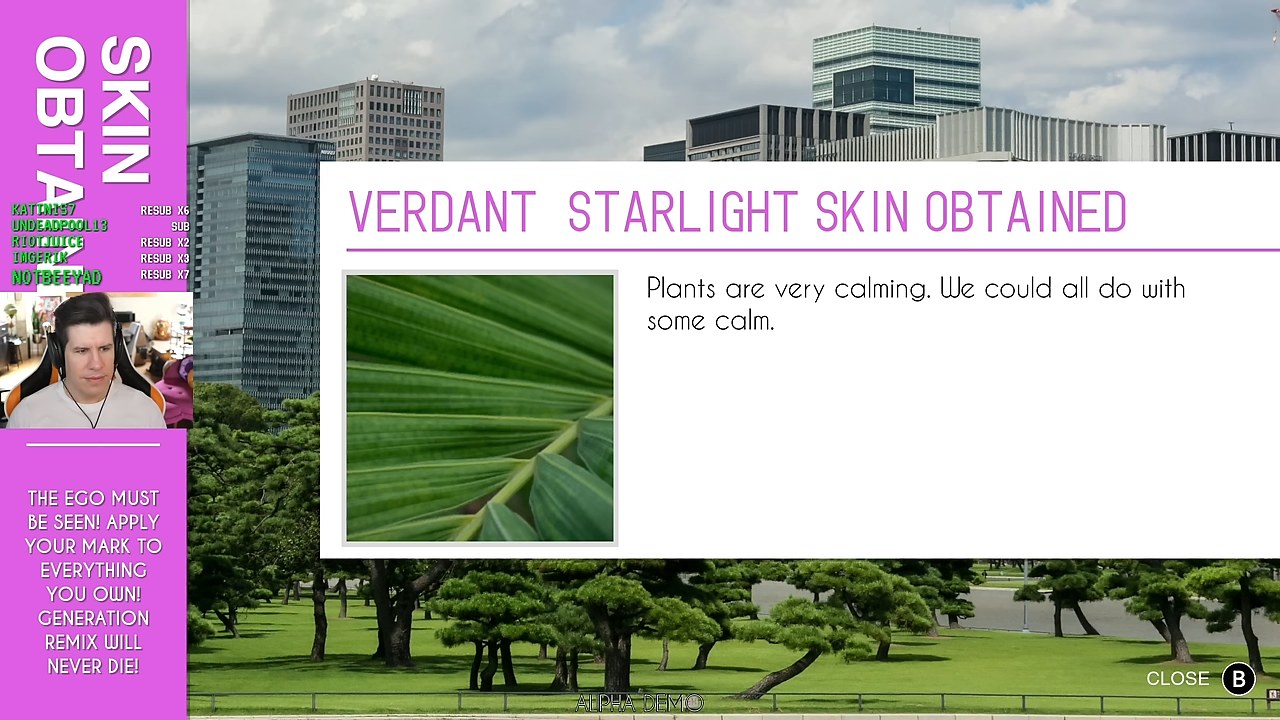 SKIN
OBTA
KATTN157 RESUB X6
UNDEADPOOL13 SUB
RIOTJUICE RESUB X2
IMGERIK RESUB X3
NOTBEEYAD RESUB X7
VERDANT STARLIGHT SKIN OBTAINED
Plants are very calming. We could all do with
some calm.
THE EGO MUST
BE SEEN! APPLY
YOUR MARK TO
EVERYTHING
YOU OWN!
GENERATION
REMIX WILL
NEVER DIE!
CLOSE B
ALPHA DEMO